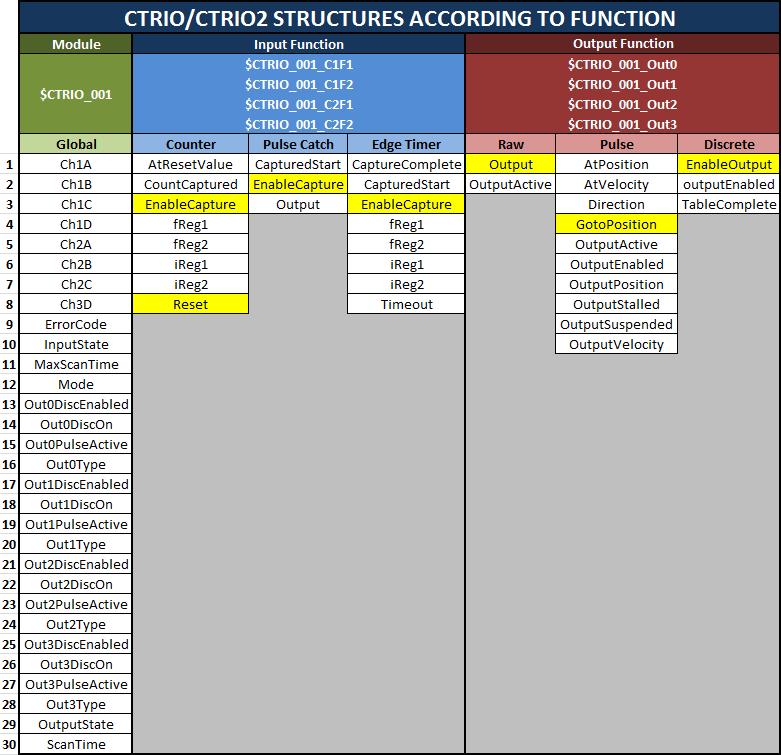 CTRIO/CTRIO2 STRUCTURES ACCORDING TO FUNCTION
Module Input Function Output Function
$CTRIO_001
$CTRIO_001_C1F1
$CTRIO_001_C1F2
$CTRIO_001_C2F1
$CTRIO_001_C2F2
$CTRIO_001_Out0
$CTRIO_001_Out1
$CTRIO_001_Out2
$CTRIO_001_Out3
Global Counter Pulse Catch Edge Timer Raw Pulse Discrete
1 Ch1A AtResetValue CapturedStart CaptureComplete Output AtPosition EnableOutput
2 Ch1B CountCaptured EnableCapture CapturedStart OutputActive AtVelocity outputEnabled
3 Ch1C EnableCapture Output EnableCapture Direction TableComplete
4 Ch1D fReg1 fReg1 GotoPosition
5 Ch2A fReg2 fReg2 OutputActive
6 Ch2B iReg1 iReg1 OutputEnabled
7 Ch2C iReg2 iReg2 OutputPosition
8 Ch3D Reset Timeout OutputStalled
9 ErrorCode OutputSuspended
10 InputState OutputVelocity
11 MaxScanTime
12 Mode
13 Out0DiscEnabled
14 Out0DiscOn
15 Out0PulseActive
16 Out0Type
17 Out1DiscEnabled
18 Out1DiscOn
19 Out1PulseActive
20 Out1Type
21 Out2DiscEnabled
22 Out2DiscOn
23 Out2PulseActive
24 Out2Type
25 Out3DiscEnabled
26 Out3DiscOn
27 Out3PulseActive
28 Out3Type
29 OutputState
30 ScanTime